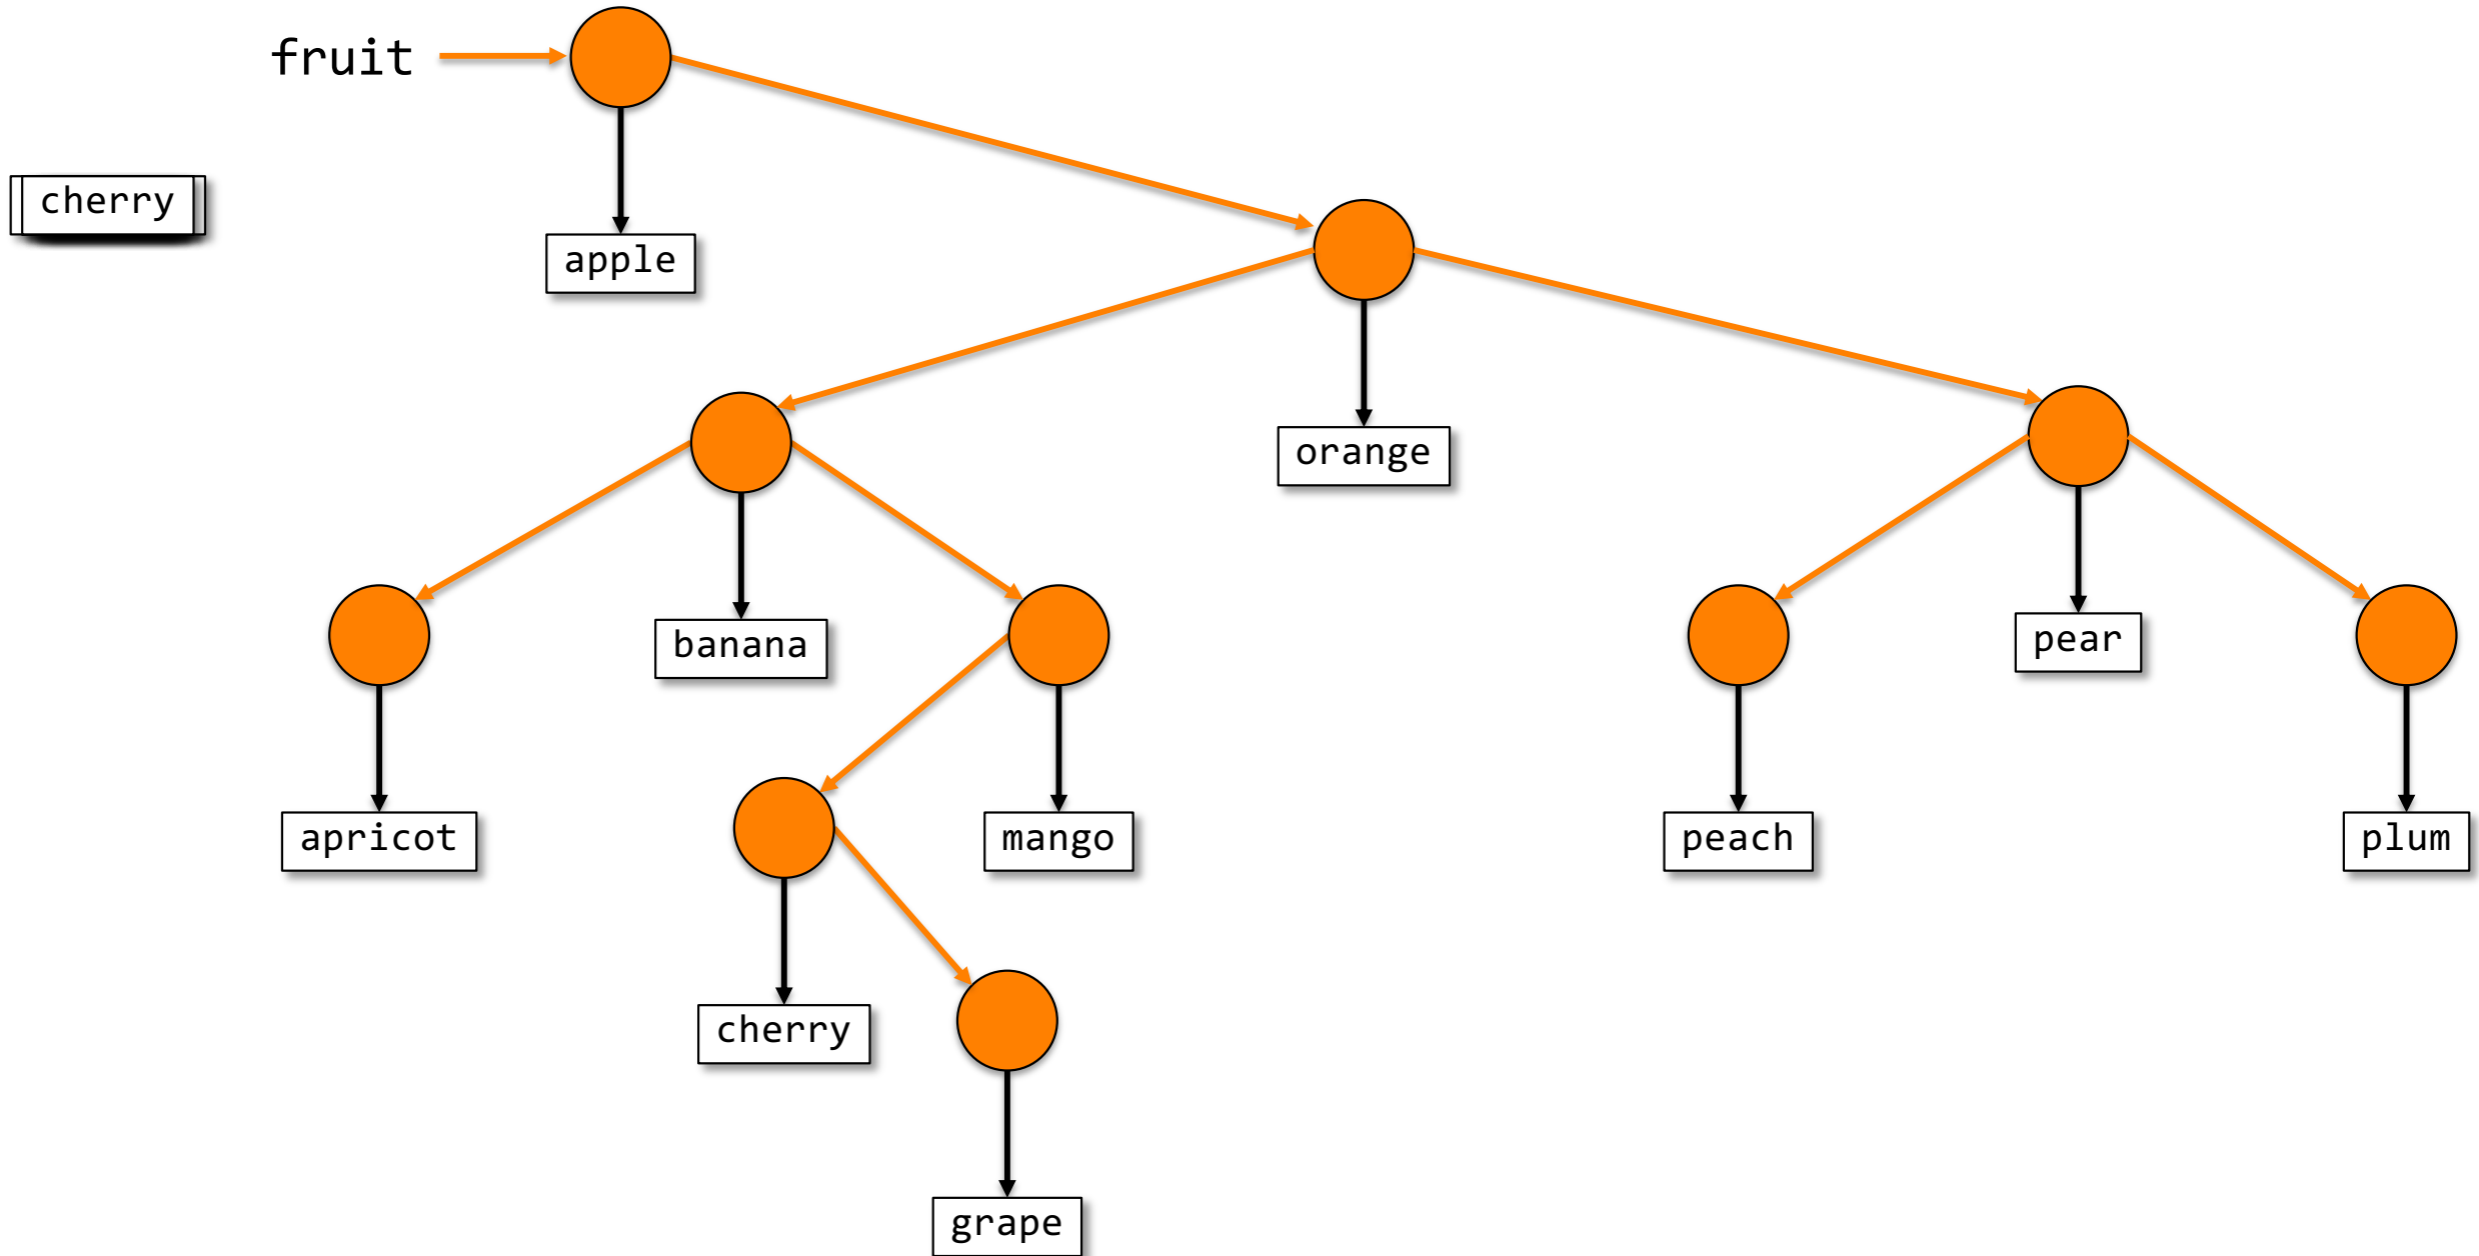 fruit
cherry
apple
orange
banana
pear
apricot
mango
peach
plum
cherry
grape